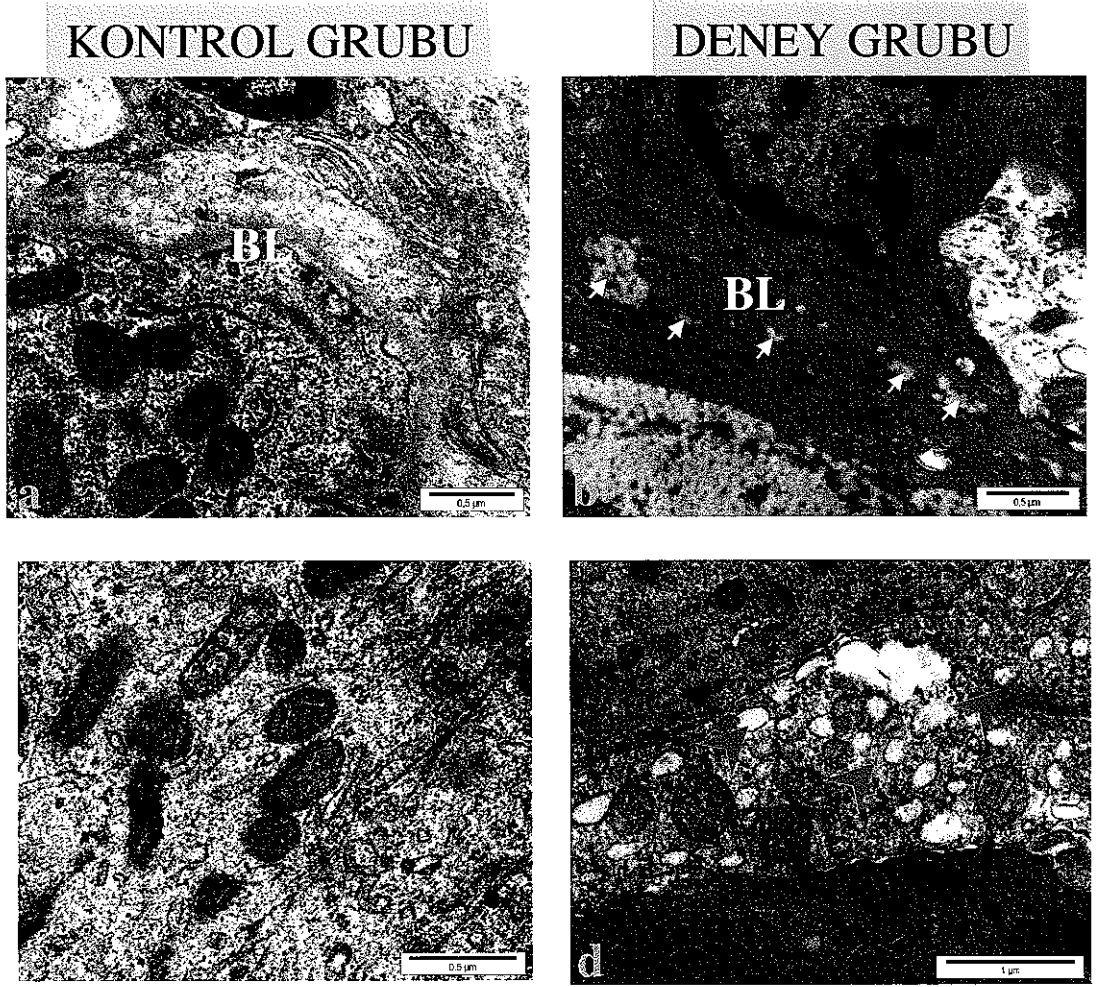 KONTROL GRUBU
DENEY GRUBU
BL
a
0,5 µm
BL
b
0,5 µm
0,5 µm
d
1 µm